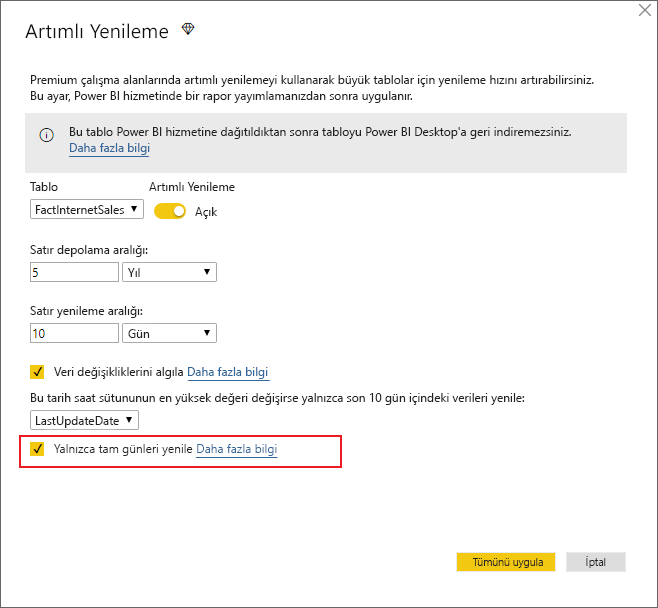 Artımlı Yenileme
Premium çalışma alanlarında artımlı yenilemeyi kullanarak büyük tablolar için yenileme hızını artırabilirsiniz.
Bu ayar, Power BI hizmetinde bir rapor yayımlamanızdan sonra uygulanır.
Bu tablo Power BI hizmetine dağıtıldıktan sonra tabloyu Power BI Desktop'a geri indiremezsiniz.
Daha fazla bilgi
Tablo Artımlı Yenileme
FactInternetSales Açık
Satır depolama aralığı:
5 Yıl
Satır yenileme aralığı:
10 Gün
Veri değişikliklerini algıla Daha fazla bilgi
Bu tarih saat sütununun en yüksek değeri değişirse yalnızca son 10 gün içindeki verileri yenile:
LastUpdateDate
Yalnızca tam günleri yenile Daha fazla bilgi
Tümünü uygula İptal